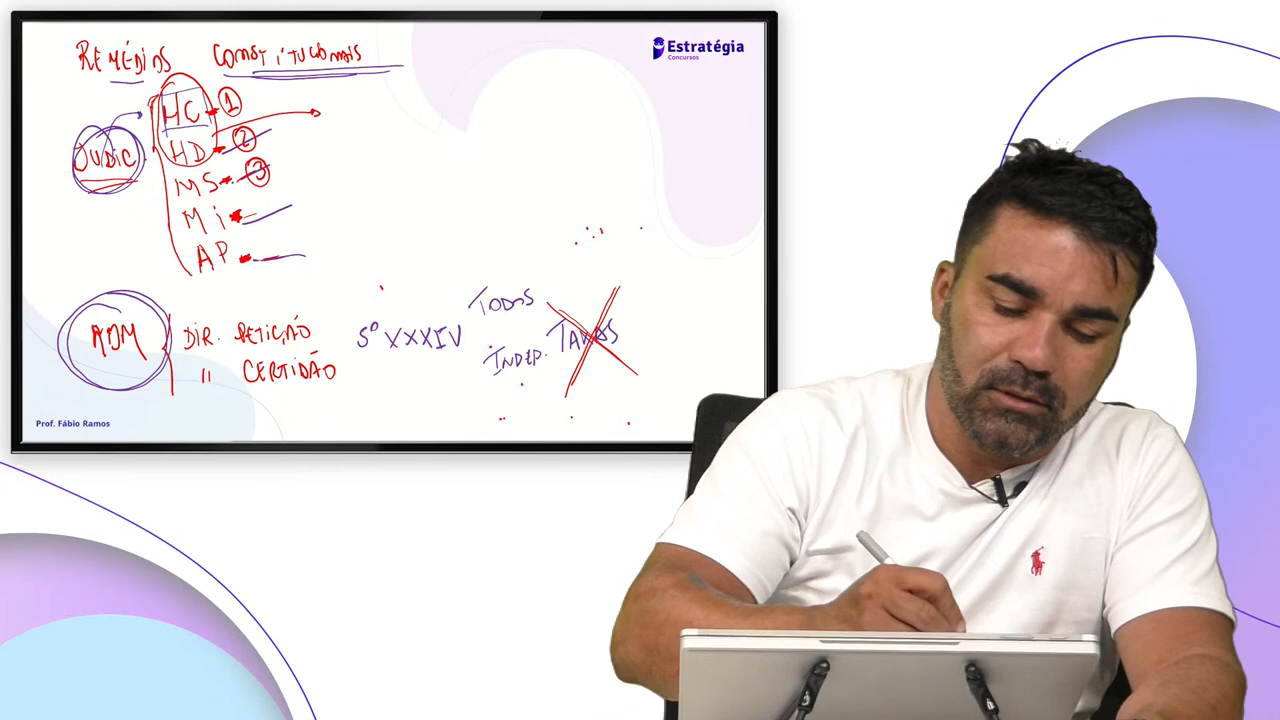 REMÉDIOS CONSTITUCIONAIS
Estratégia
Concursos
JUDIC
HC 1
HD 2
MS 3
Mi
AP
ADM
DIR. PETIÇÃO
" CERTIDÃO
5º XXXIV
TODOS
INDEP. TAXAS
Prof. Fábio Ramos